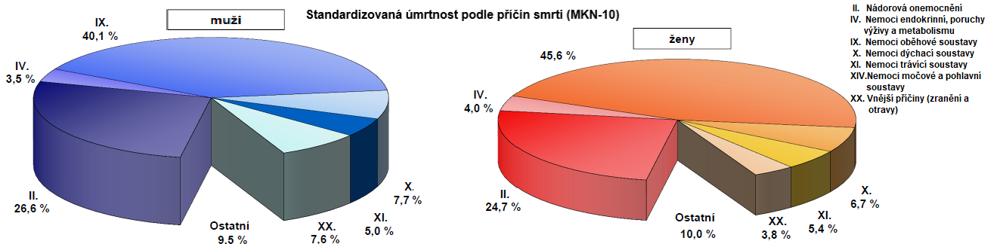 Standardizovaná úmrtnost podle příčin smrti (MKN-10)
muži
IX.
40,1 %
IV.
3,5 %
II.
26,6 %
Ostatní
9.5 %
XX.
7,6 %
XI.
5,0 %
X.
7,7 %
ženy
45,6 %
IV.
4,0 %
II.
24,7 %
Ostatní
10,0 %
XX.
3,8 %
XI.
5,4 %
X.
6,7 %
II. Nádorová onemocnění
IV. Nemoci endokrinní, poruchy
výživy a metabolismu
IX. Nemoci oběhové soustavy
X. Nemoci dýchací soustavy
XI. Nemoci trávící soustavy
XIV.Nemoci močové a pohlavní
soustavy
XX. Vnější příčiny (zranění a
otravy)